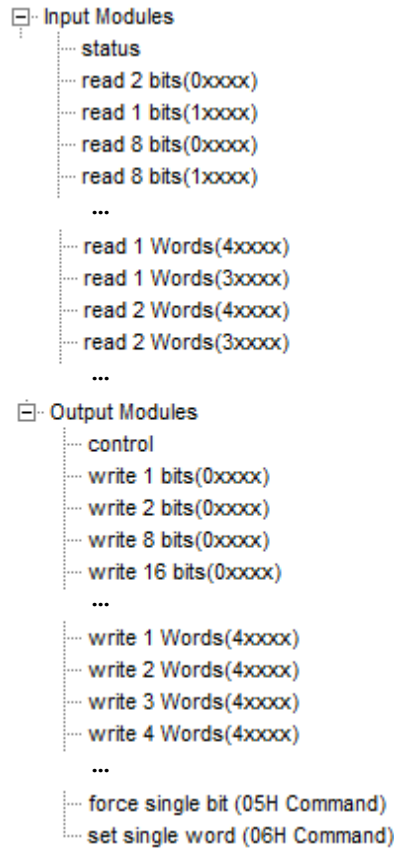 Input Modules
status
read 2 bits(0xxxx)
read 1 bits(1xxxx)
read 8 bits(0xxxx)
read 8 bits(1xxxx)
...
read 1 Words(4xxxx)
read 1 Words(3xxxx)
read 2 Words(4xxxx)
read 2 Words(3xxxx)
...
Output Modules
control
write 1 bits(0xxxx)
write 2 bits(0xxxx)
write 8 bits(0xxxx)
write 16 bits(0xxxx)
...
write 1 Words(4xxxx)
write 2 Words(4xxxx)
write 3 Words(4xxxx)
write 4 Words(4xxxx)
...
force single bit (05H Command)
set single word (06H Command)